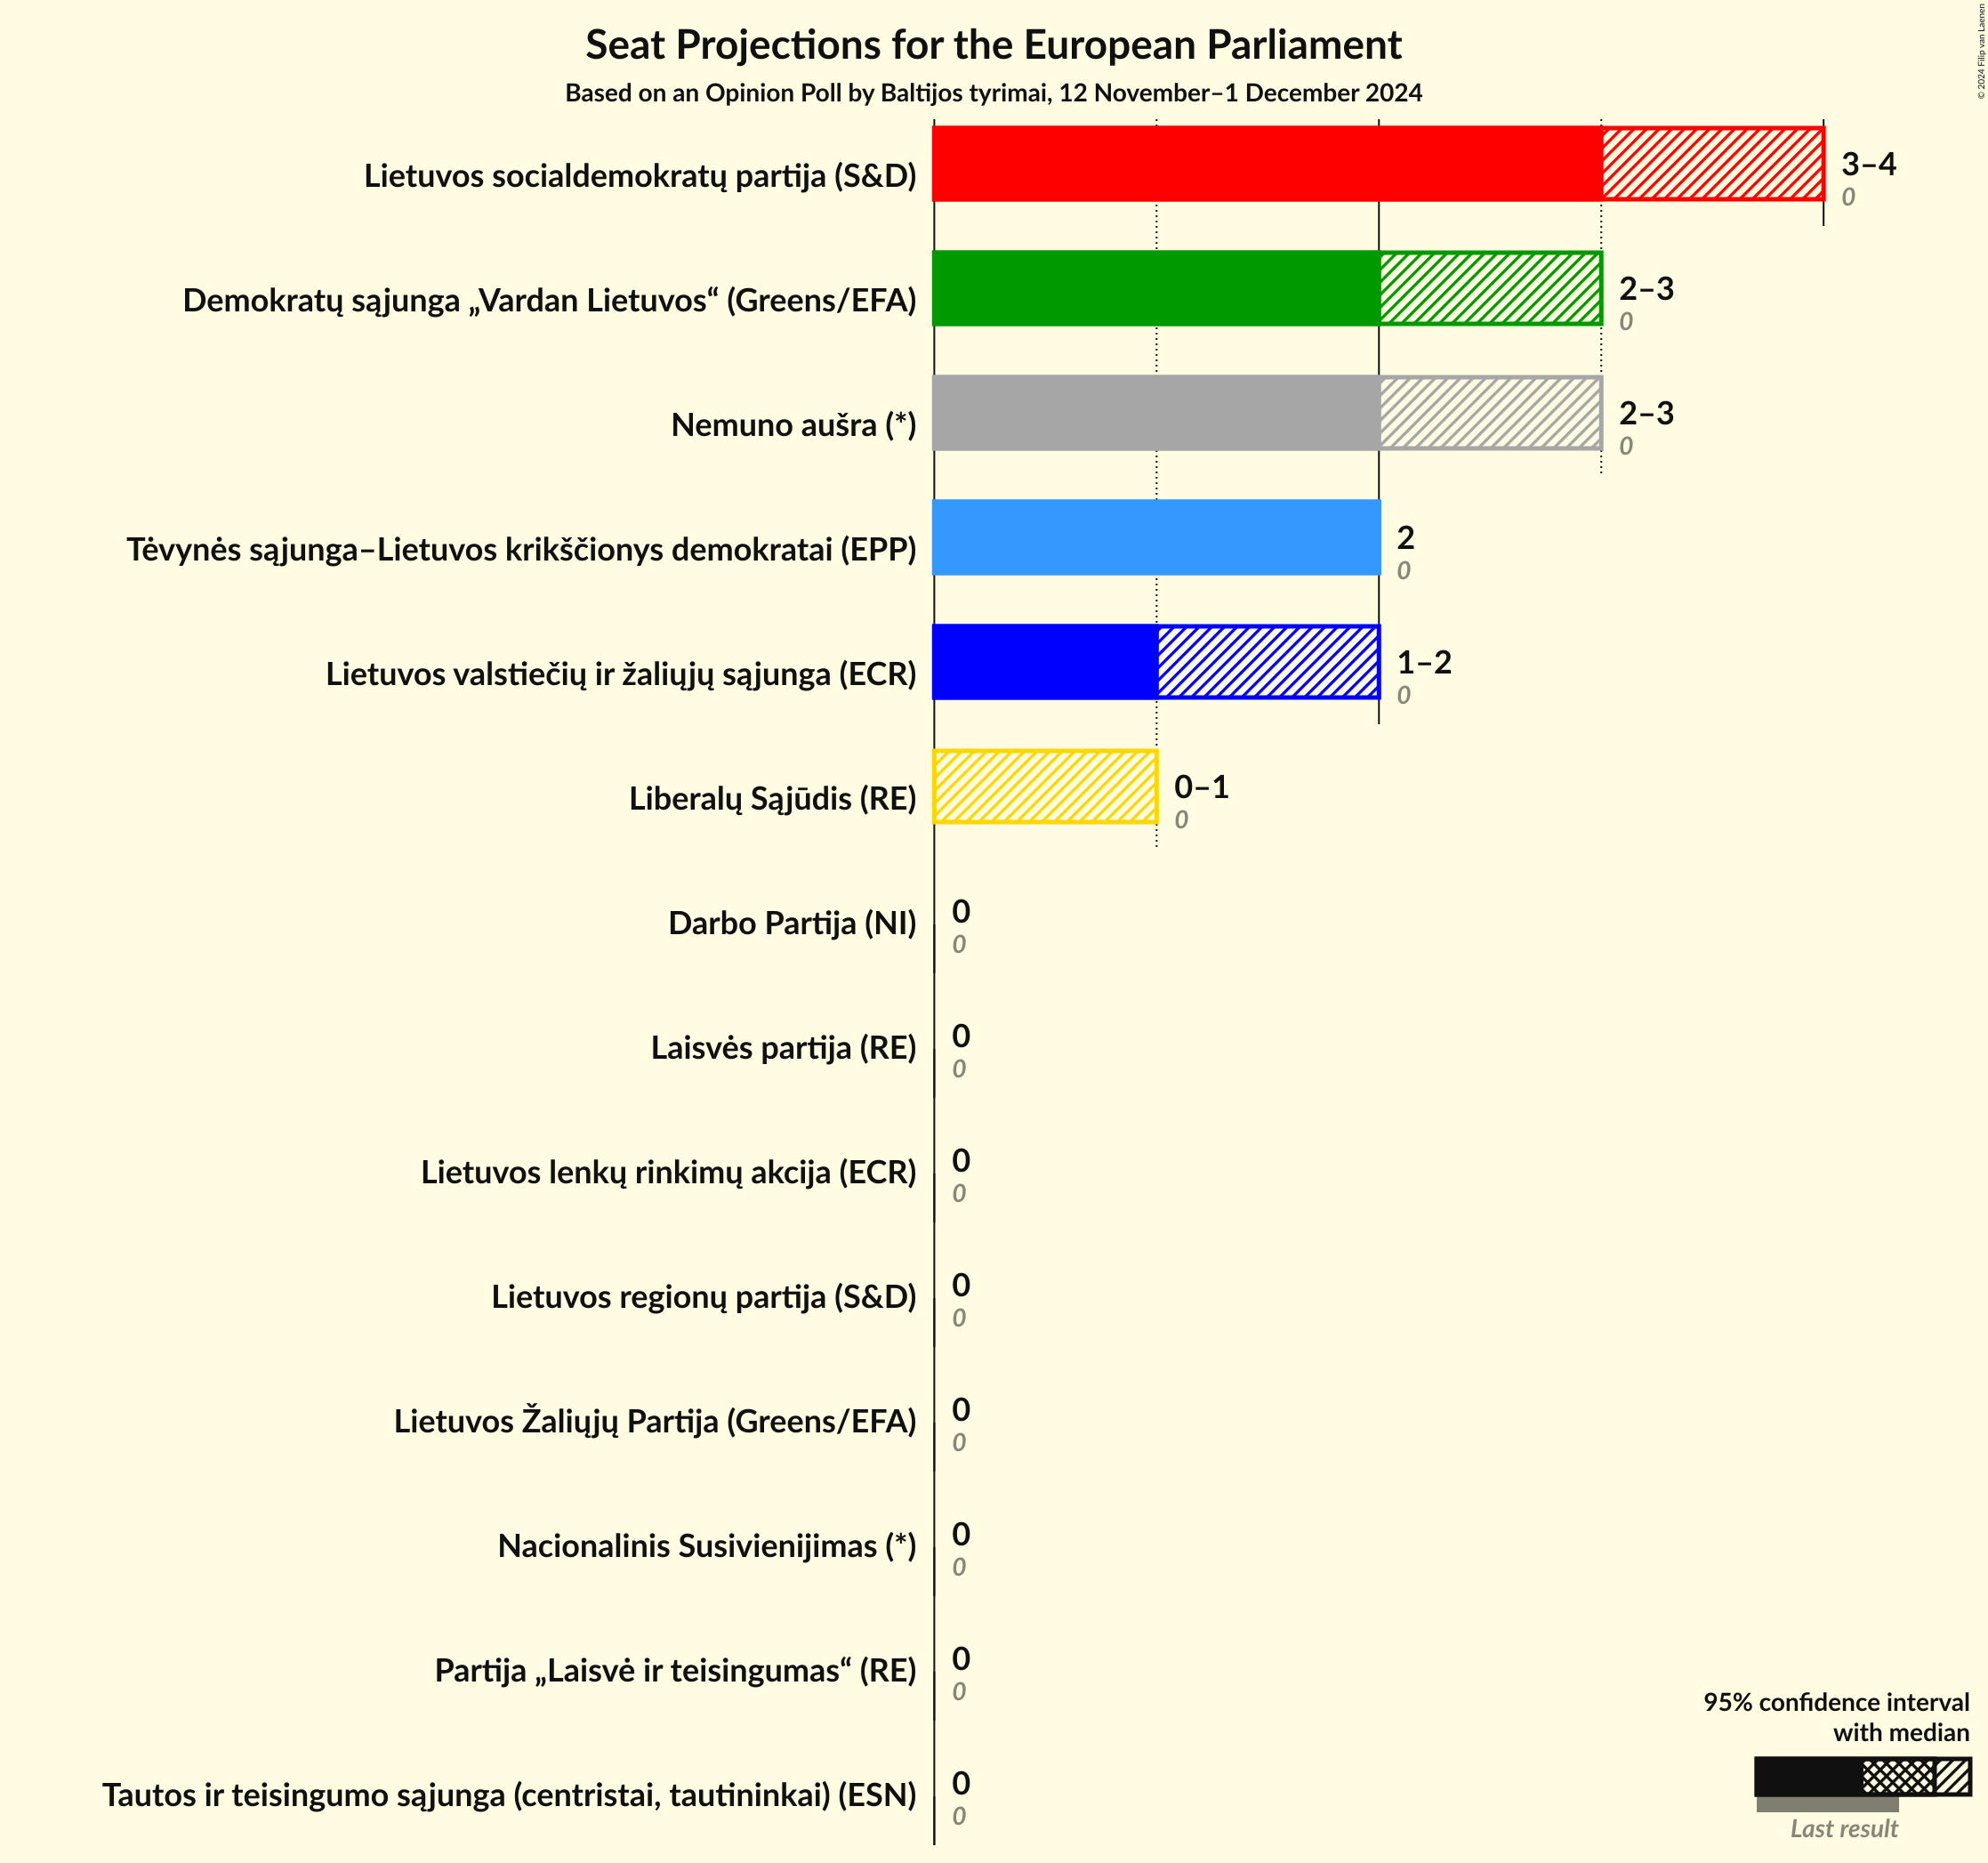 Seat Projections for the European Parliament
Based on an Opinion Poll by Baltijos tyrimai, 12 November–1 December 2024
© 2024 Filip van Laenen
Lietuvos socialdemokratų partija (S&D)
3–4
0
Demokratų sąjunga „Vardan Lietuvos“ (Greens/EFA)
2–3
0
Nemuno aušra (*)
2–3
0
Tėvynės sąjunga–Lietuvos krikščionys demokratai (EPP)
2
0
Lietuvos valstiečių ir žaliųjų sąjunga (ECR)
1–2
0
Liberalų Sąjūdis (RE)
0–1
0
Darbo Partija (NI)
0
0
Laisvės partija (RE)
0
0
Lietuvos lenkų rinkimų akcija (ECR)
0
0
Lietuvos regionų partija (S&D)
0
0
Lietuvos Žaliųjų Partija (Greens/EFA)
0
0
Nacionalinis Susivienijimas (*)
0
0
Partija „Laisvė ir teisingumas“ (RE)
0
0
Tautos ir teisingumo sąjunga (centristai, tautininkai) (ESN)
0
0
95% confidence interval
with median
Last result